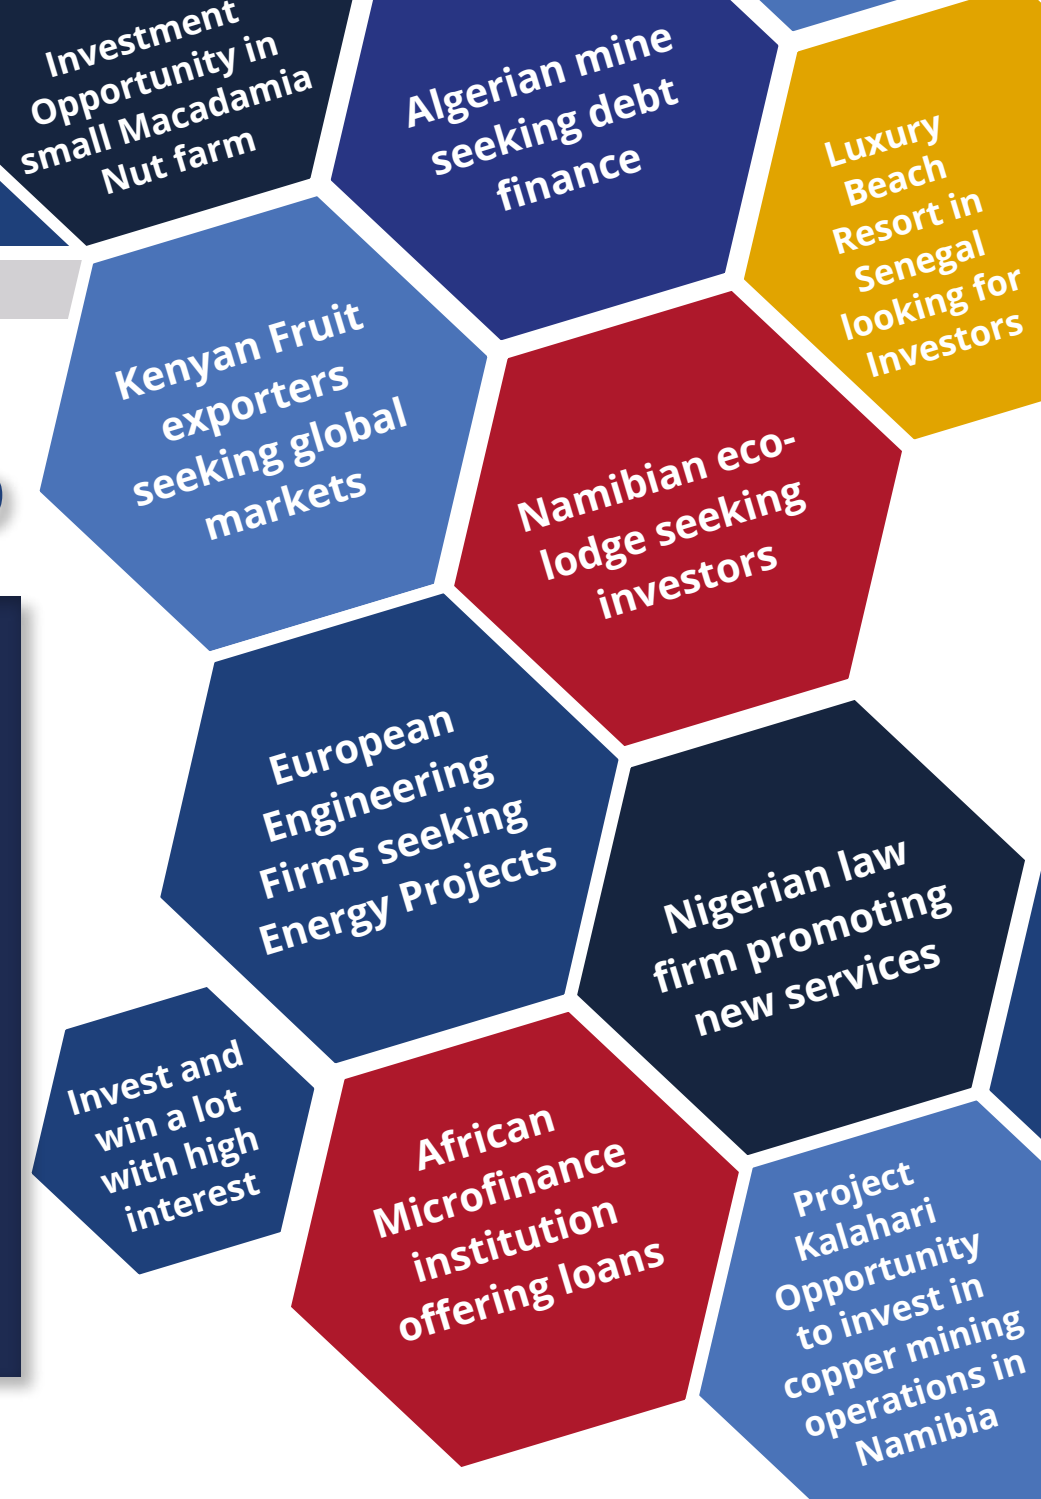 Investment
Opportunity in
small Macadamia
Nut farm
Algerian mine
seeking debt
finance
Luxury
Beach
Resort in
Senegal
looking for
Investors
Kenyan Fruit
exporters
seeking global
markets
Namibian eco-
lodge seeking
investors
European
Engineering
Firms seeking
Energy Projects
Nigerian law
firm promoting
new services
Invest and
win a lot
with high
interest
African
Microfinance
institution
offering loans
Project
Kalahari
Opportunity
to invest in
copper mining
operations in
Namibia